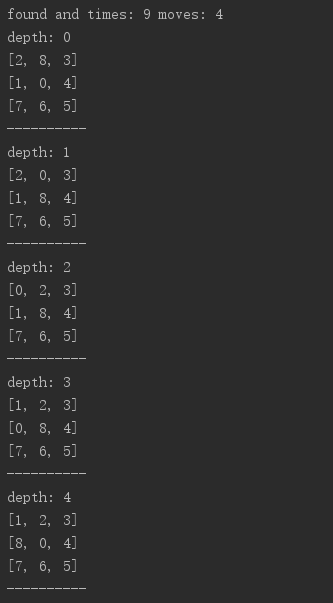 found and times: 9 moves: 4
depth: 0
[2, 8, 3]
[1, 0, 4]
[7, 6, 5]
----------
depth: 1
[2, 0, 3]
[1, 8, 4]
[7, 6, 5]
----------
depth: 2
[0, 2, 3]
[1, 8, 4]
[7, 6, 5]
----------
depth: 3
[1, 2, 3]
[0, 8, 4]
[7, 6, 5]
----------
depth: 4
[1, 2, 3]
[8, 0, 4]
[7, 6, 5]
----------